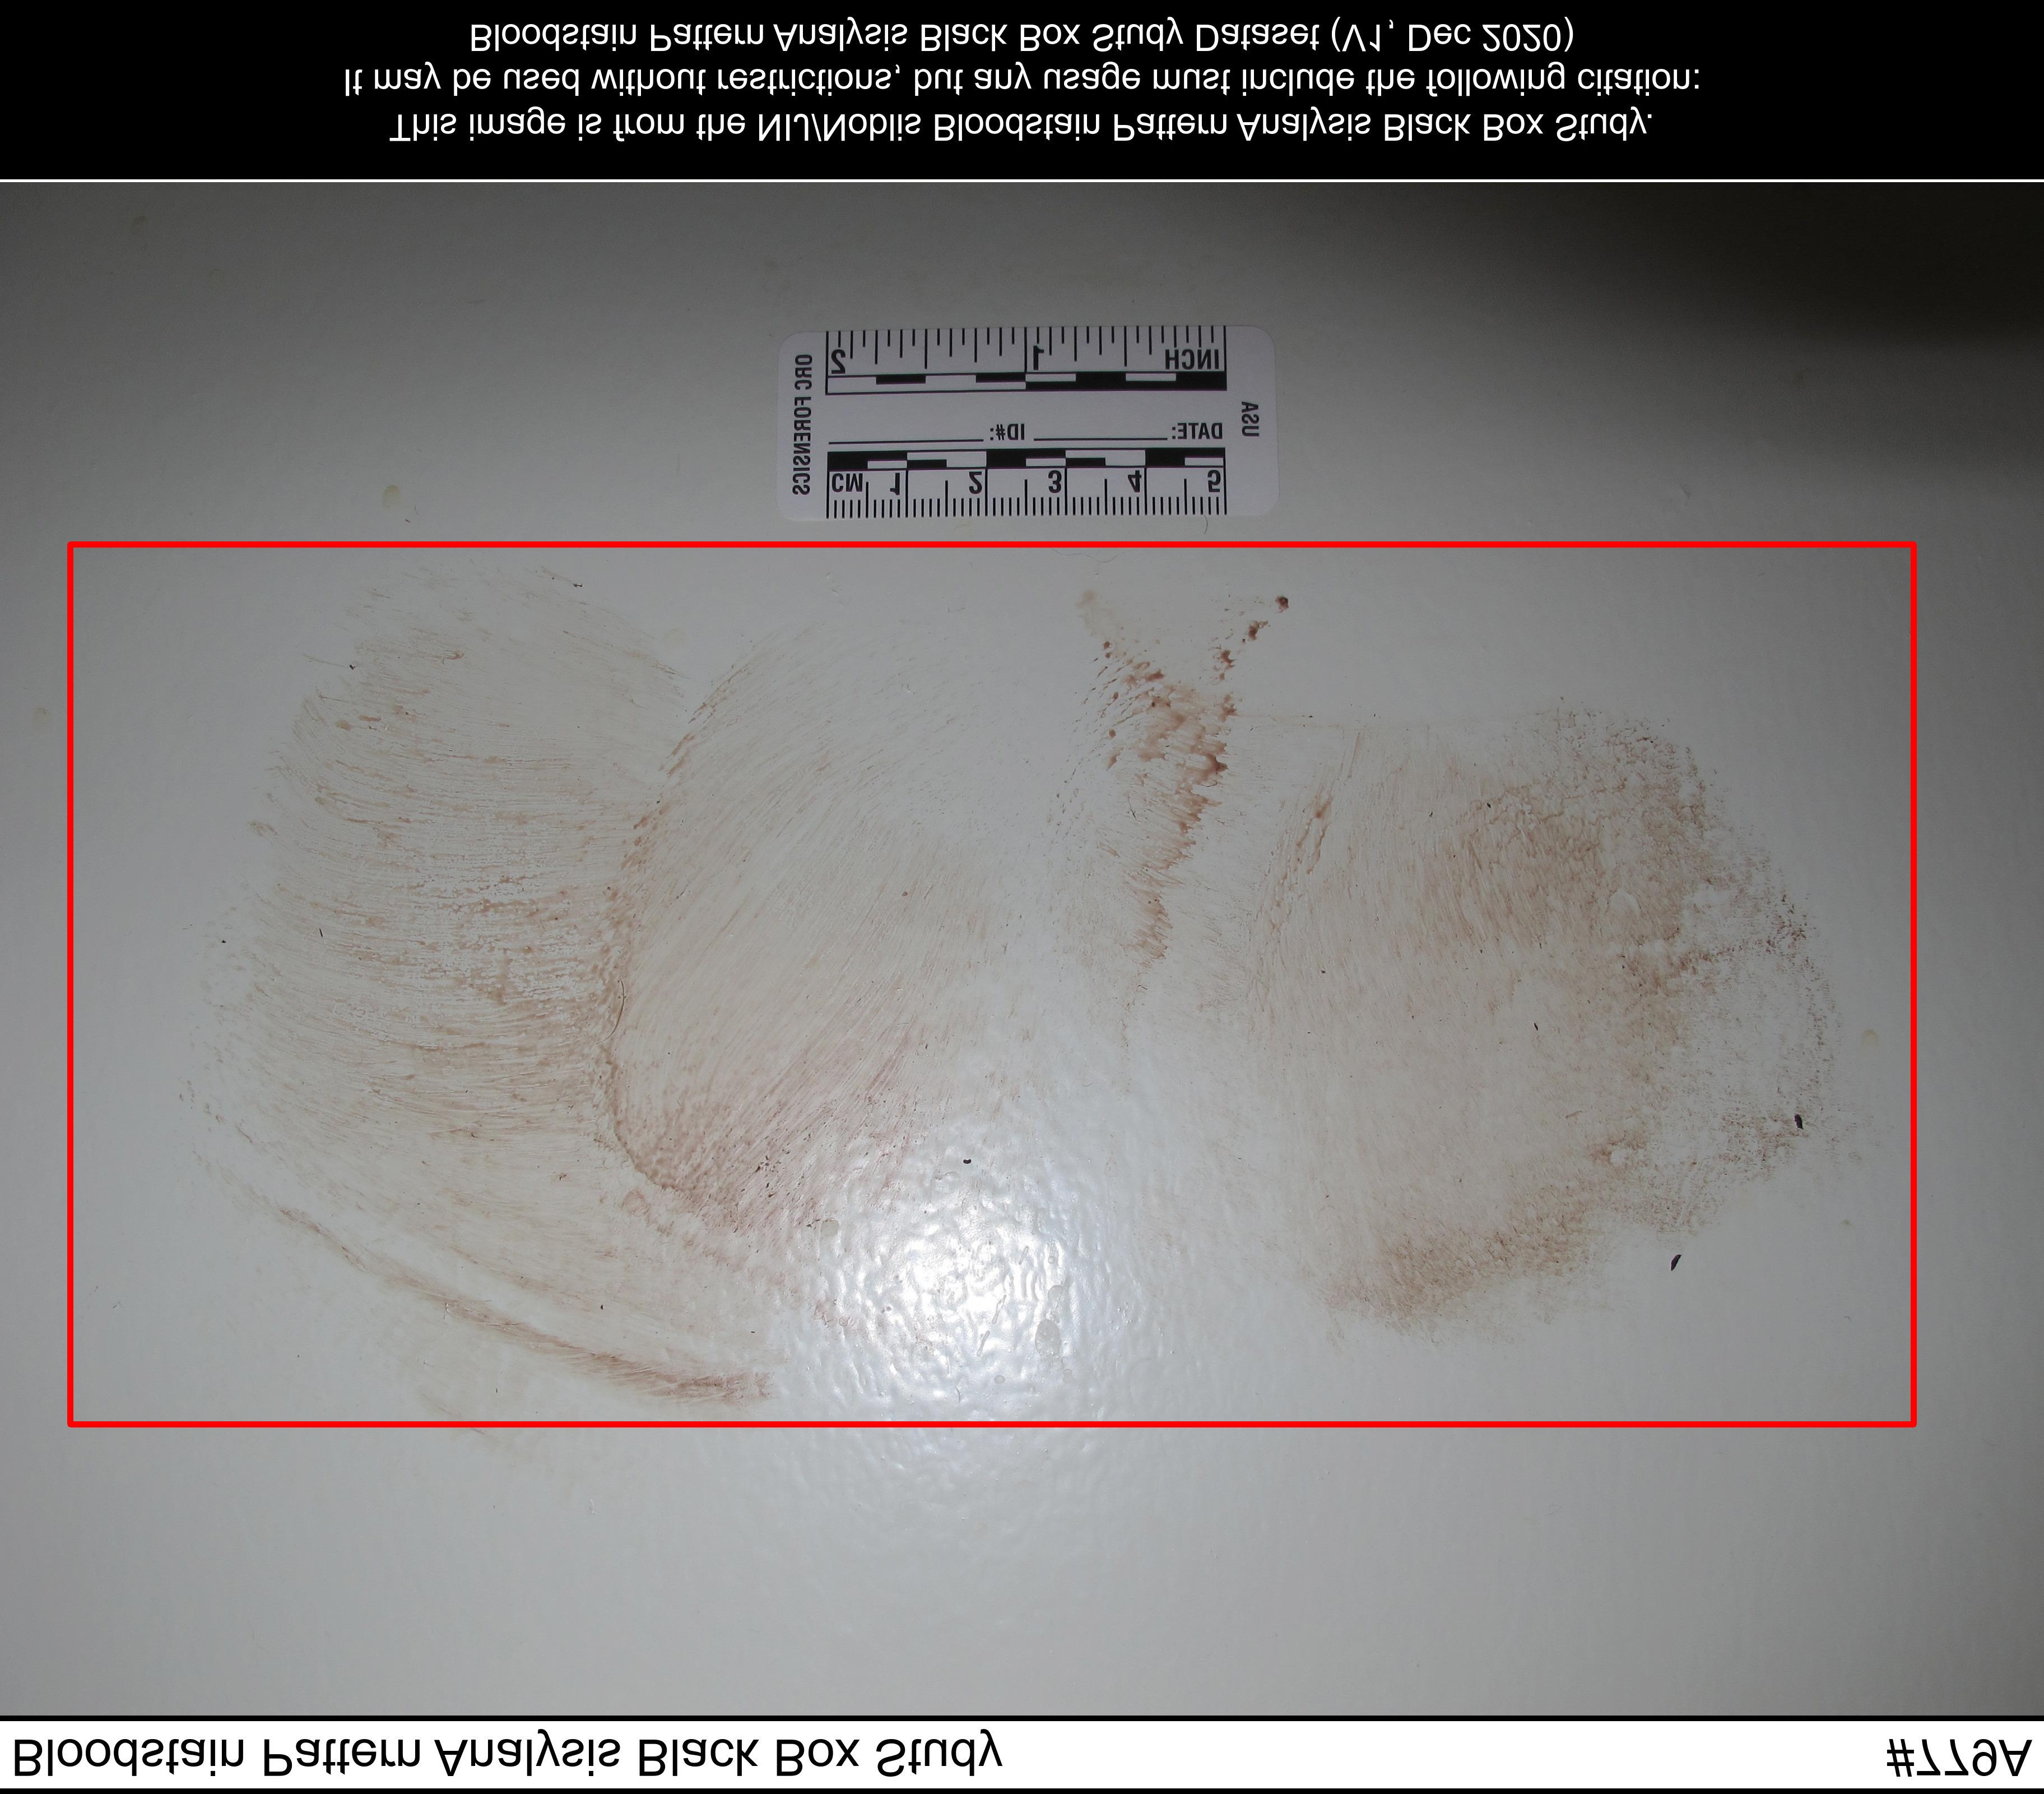 Bloodstain Pattern Analysis Black Box Study
#779A
CM 1 2 3 4 5
DATE: ID#:
INCH 1 2
USA
ORC FORENSICS
This image is from the NIJ/Noblis Bloodstain Pattern Analysis Black Box Study.
It may be used without restrictions, but any usage must include the following citation:
Bloodstain Pattern Analysis Black Box Study Dataset (V1, Dec 2020)